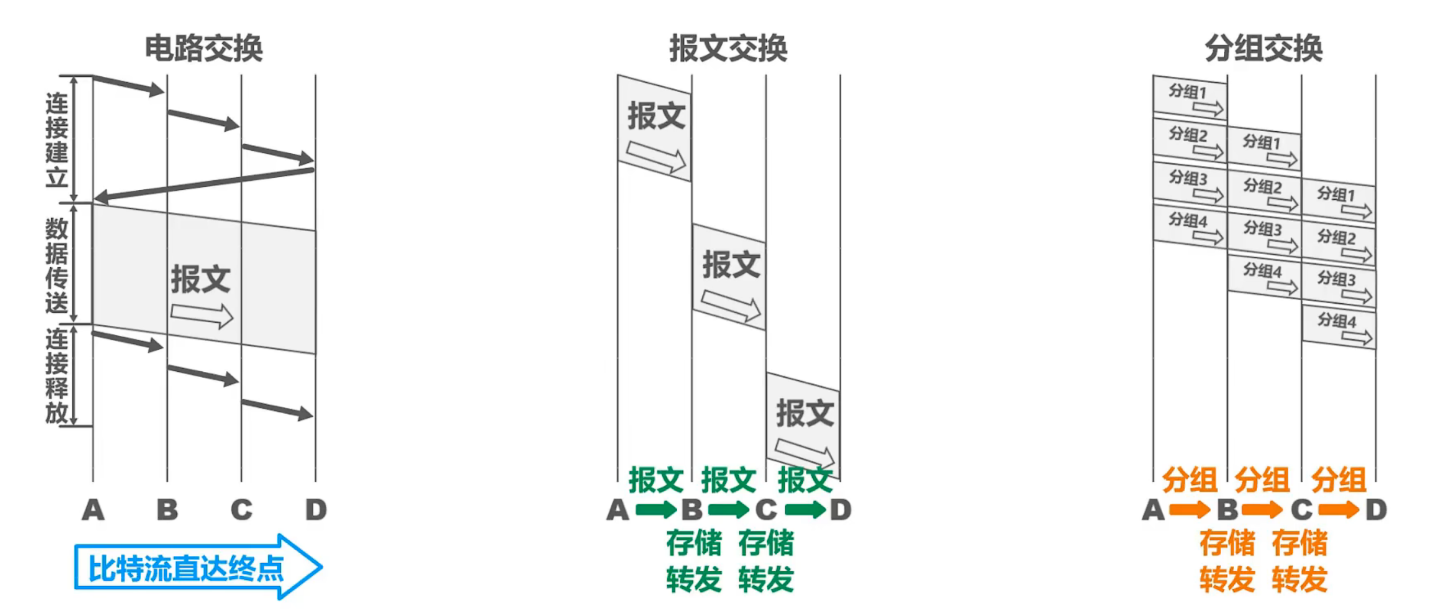 电路交换
连接建立
数据传送
连接释放
报文
A B C D
比特流直达终点
报文交换
报文
报文
报文
报文 报文 报文
A B C D
存储 存储
转发 转发
分组交换
分组1
分组2 分组1
分组3 分组2 分组1
分组4 分组3 分组2
分组4 分组3
分组4
分组 分组 分组
A B C D
存储 存储
转发 转发